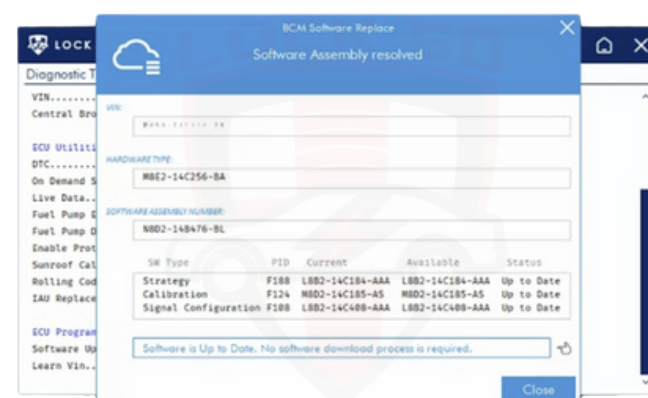 BCM Software Replace
LOCK
Software Assembly resolved
Diagnostic T
VIN........
Central Bro
VIN:
ECU Utiliti
HARDWARE TYPE:
DTC........
M8E2-14C256-BA
On Demand S
Live Data..
SOFTWARE ASSEMBLY NUMBER:
Fuel Pump E
Fuel Pump D
N8D2-14B476-BL
Enable Prot
Sunroof Cal
SW Type PID Current Available Status
Rolling Cod
Strategy F188 L8B2-14C184-AAA L8B2-14C184-AAA Up to Date
IAU Replace
Calibration F124 M8D2-14C185-AS M8D2-14C185-AS Up to Date
Signal Configuration F108 L8B2-14C408-AAA L8B2-14C408-AAA Up to Date
ECU Program
Software Up
Software is Up to Date. No software download process is required.
Learn Vin..
Close